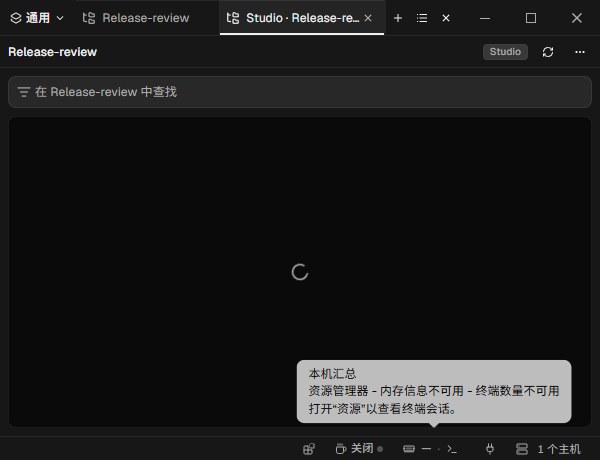 通用 Release-review Studio · Release-re...
Release-review Studio
在 Release-review 中查找
本机汇总
资源管理器 - 内存信息不可用 - 终端数量不可用
打开“资源”以查看终端会话。
关闭 — · 1 个主机